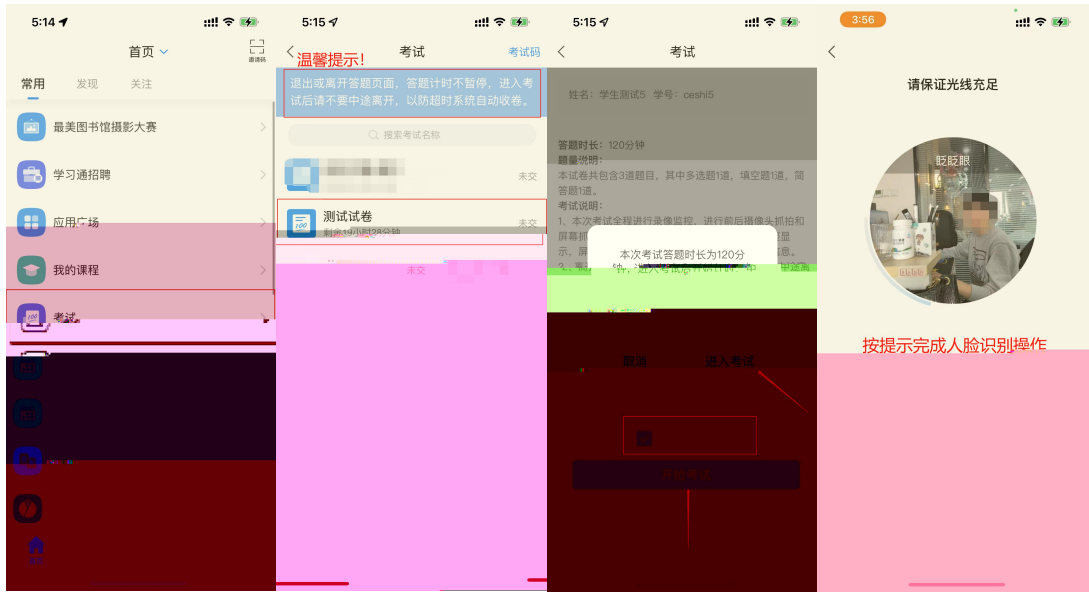 5:14
首页
邀请码
常用
发现
关注
最美图书馆摄影大赛
学习通招聘
应用广场
我的课程
考试
5:15
考试
考试码
温馨提示!
退出或离开答题页面，答题计时不暂停，进入考
试后请不要中途离开，以防超时系统自动收卷。
搜索考试名称
未交
测试试卷
未交
剩余19小时28分钟
未交
5:15
考试
姓名：学生测试5 学号：ceshi5
答题时长：120分钟
题量说明：
本试卷共包含3道题目，其中多选题1道，填空题1道，简
答题1道。
考试说明：
1、本次考试全程进行录像监控、进行前后摄像头抓拍和
屏幕抓
示，屏
息。
本次考试答题时长为120分
取消
进入考试
开始考试
3:56
请保证光线充足
眨眨眼
按提示完成人脸识别操作